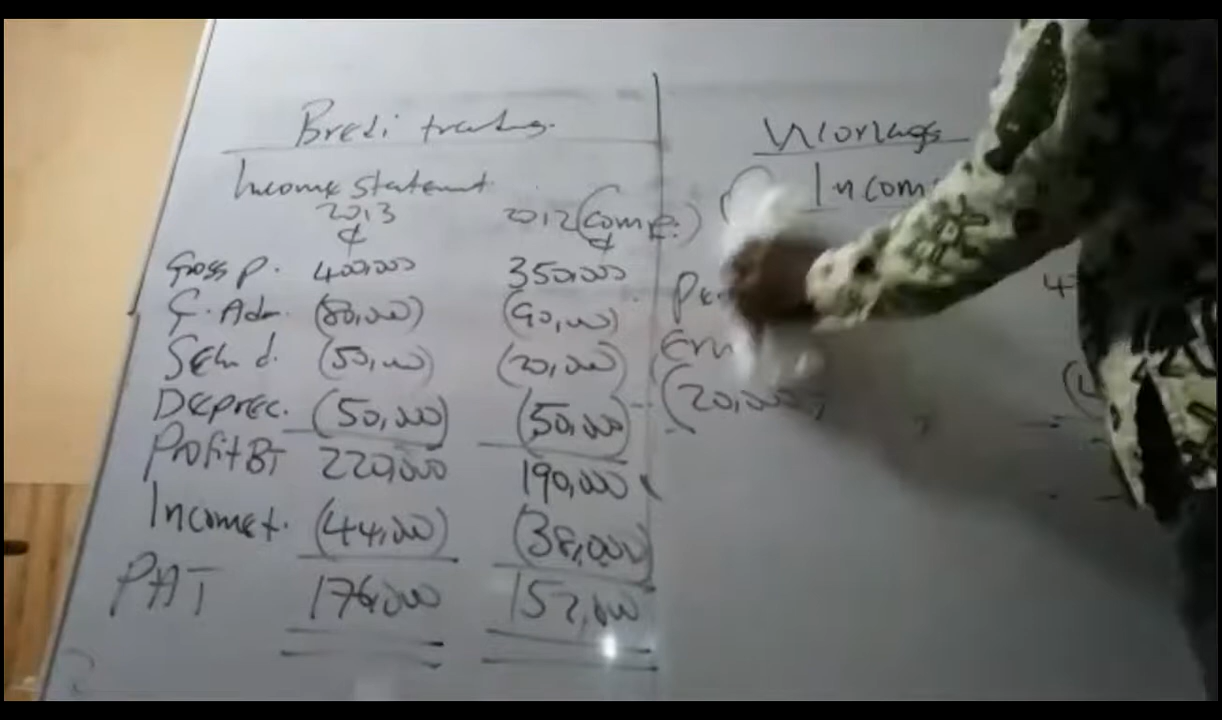 Bredi trading
Workings
Income statement
Incom
2013 2012 (Comp.)
¢ ¢
Gross p. 400,000 350,000
G. Adm. (80,000) (90,000)
Sell n d. (50,000) (20,000)
Deprec. (50,000) (50,000)
(20,000)
Profit BT 220,000 190,000
Income t. (44,000) (38,000)
PAT 176,000 152,000